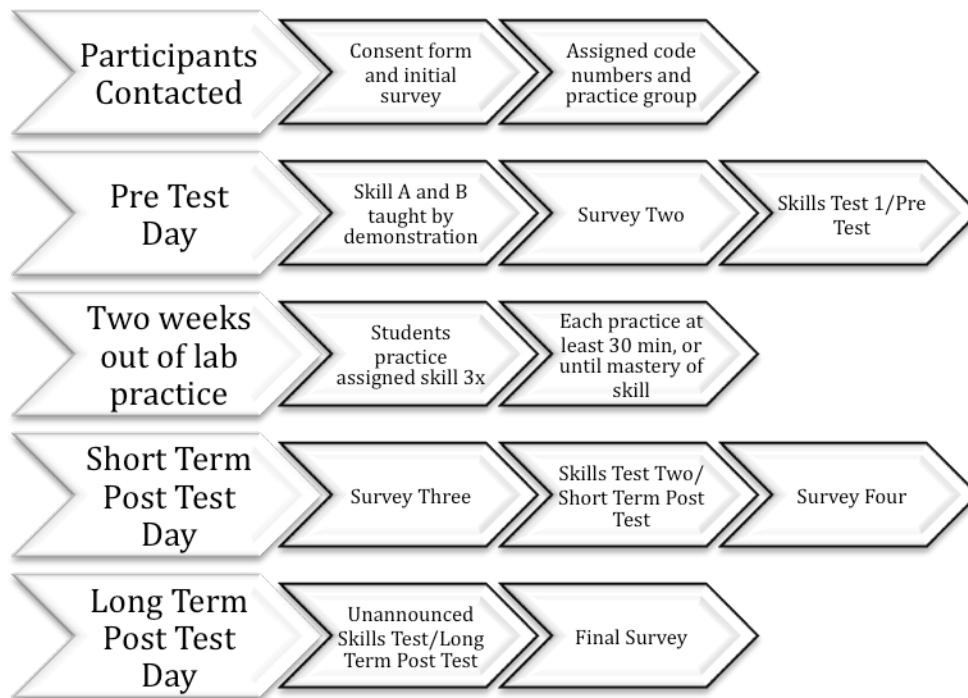 Participants
Contacted
Consent form
and initial
survey
Assigned code
numbers and
practice group
Pre Test
Day
Skill A and B
taught by
demonstration
Survey Two
Skills Test 1/Pre
Test
Two weeks
out of lab
practice
Students
practice
assigned skill 3x
Each practice at
least 30 min, or
until mastery of
skill
Short Term
Post Test
Day
Survey Three
Skills Test Two/
Short Term Post
Test
Survey Four
Long Term
Post Test
Day
Unannounced
Skills Test/Long
Term Post Test
Final Survey